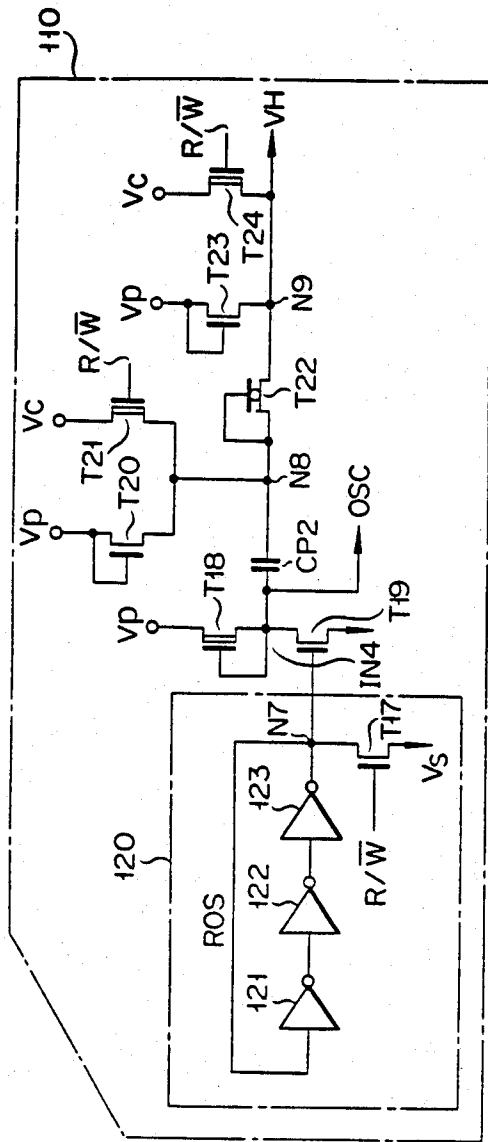 110
120
ROS
121
122
123
N7
R/W̅
T17
VS
Vp
T18
IN4
T19
OSC
CP2
Vp
T20
Vc
T21
R/W̅
N8
T22
Vp
T23
N9
Vc
T24
R/W̅
VH